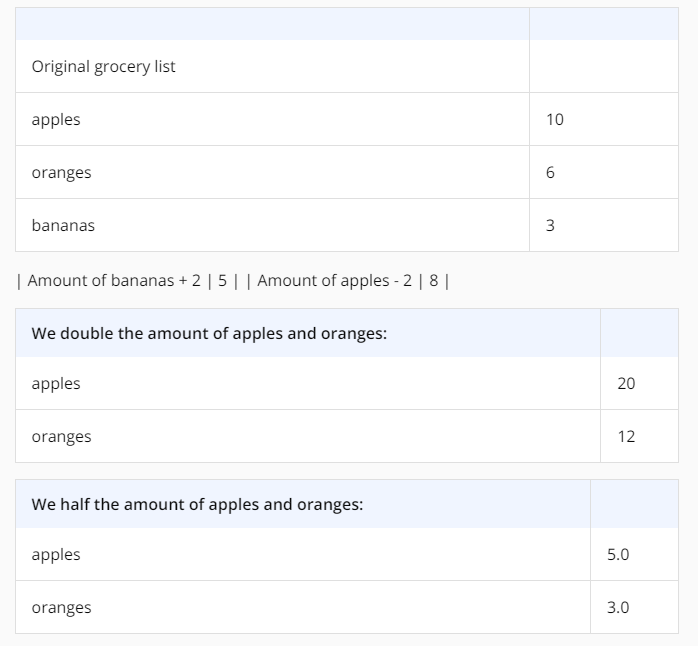 Original grocery list
apples 10
oranges 6
bananas 3
| Amount of bananas + 2 | 5 | | Amount of apples - 2 | 8 |
We double the amount of apples and oranges:
apples 20
oranges 12
We half the amount of apples and oranges:
apples 5.0
oranges 3.0